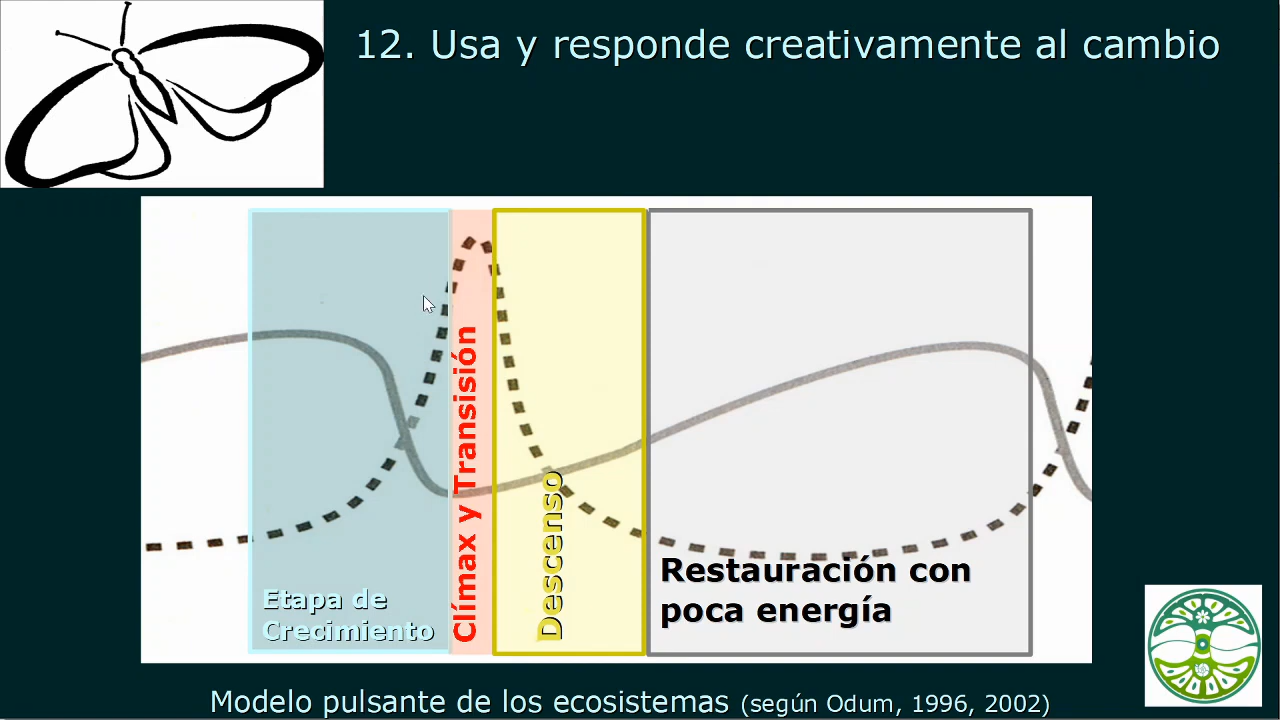 12. Usa y responde creativamente al cambio
Clímax y Transisión
Descenso
Etapa de
Crecimiento
Restauración con
poca energía
Modelo pulsante de los ecosistemas (según Odum, 1996, 2002)